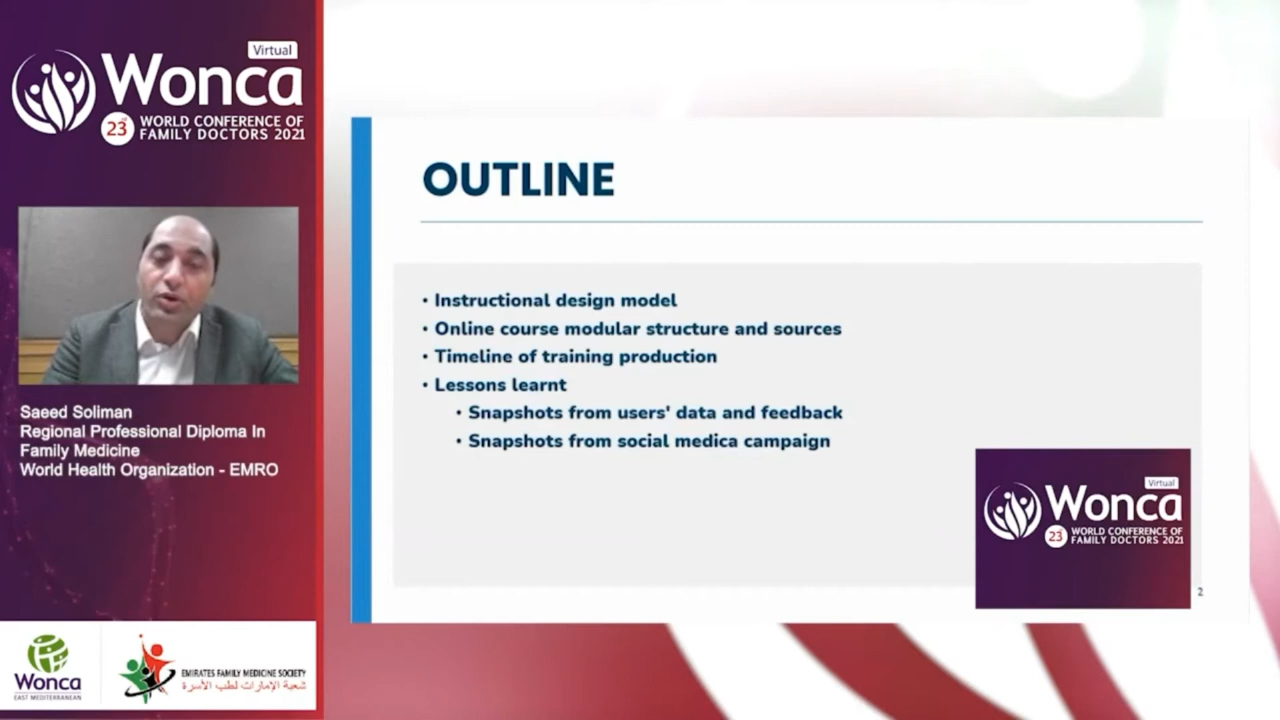 Virtual
Wonca
23rd WORLD CONFERENCE OF
FAMILY DOCTORS 2021
Saeed Soliman
Regional Professional Diploma In
Family Medicine
World Health Organization - EMRO
Wonca
EAST MEDITERRANEAN
EMIRATES FAMILY MEDICINE SOCIETY
شعبة الإمارات لطب الأسرة
OUTLINE
• Instructional design model
• Online course modular structure and sources
• Timeline of training production
• Lessons learnt
• Snapshots from users' data and feedback
• Snapshots from social medica campaign
Virtual
Wonca
23rd WORLD CONFERENCE OF
FAMILY DOCTORS 2021
2